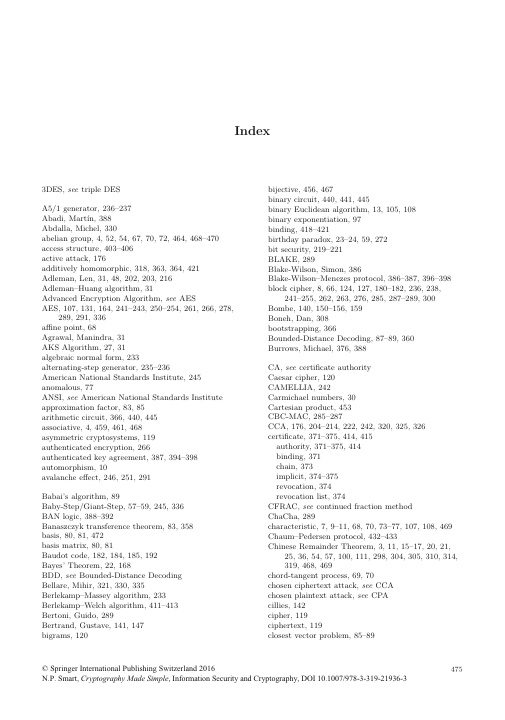 Index
3DES, see triple DES
A5/1 generator, 236–237
Abadi, Martín, 388
Abdalla, Michel, 330
abelian group, 4, 52, 54, 67, 70, 72, 464, 468–470
access structure, 403–406
active attack, 176
additively homomorphic, 318, 363, 364, 421
Adleman, Len, 31, 48, 202, 203, 216
Adleman–Huang algorithm, 31
Advanced Encryption Algorithm, see AES
AES, 107, 131, 164, 241–243, 250–254, 261, 266, 278,
289, 291, 336
affine point, 68
Agrawal, Manindra, 31
AKS Algorithm, 27, 31
algebraic normal form, 233
alternating-step generator, 235–236
American National Standards Institute, 245
anomalous, 77
ANSI, see American National Standards Institute
approximation factor, 83, 85
arithmetic circuit, 366, 440, 445
associative, 4, 459, 461, 468
asymmetric cryptosystems, 119
authenticated encryption, 266
authenticated key agreement, 387, 394–398
automorphism, 10
avalanche effect, 246, 251, 291
Babai's algorithm, 89
Baby-Step/Giant-Step, 57–59, 245, 336
BAN logic, 388–392
Banaszczyk transference theorem, 83, 358
basis, 80, 81, 472
basis matrix, 80, 81
Baudot code, 182, 184, 185, 192
Bayes' Theorem, 22, 168
BDD, see Bounded-Distance Decoding
Bellare, Mihir, 321, 330, 335
Berlekamp–Massey algorithm, 233
Berlekamp–Welch algorithm, 411–413
Bertoni, Guido, 289
Bertrand, Gustave, 141, 147
bigrams, 120
bijective, 456, 467
binary circuit, 440, 441, 445
binary Euclidean algorithm, 13, 105, 108
binary exponentiation, 97
binding, 418–421
birthday paradox, 23–24, 59, 272
bit security, 219–221
BLAKE, 289
Blake-Wilson, Simon, 386
Blake-Wilson–Menezes protocol, 386–387, 396–398
block cipher, 8, 66, 124, 127, 180–182, 236, 238,
241–255, 262, 263, 276, 285, 287–289, 300
Bombe, 140, 150–156, 159
Boneh, Dan, 308
bootstrapping, 366
Bounded-Distance Decoding, 87–89, 360
Burrows, Michael, 376, 388
CA, see certificate authority
Caesar cipher, 120
CAMELLIA, 242
Carmichael numbers, 30
Cartesian product, 453
CBC-MAC, 285–287
CCA, 176, 204–214, 222, 242, 320, 325, 326
certificate, 371–375, 414, 415
authority, 371–375, 414
binding, 371
chain, 373
implicit, 374–375
revocation, 374
revocation list, 374
CFRAC, see continued fraction method
ChaCha, 289
characteristic, 7, 9–11, 68, 70, 73–77, 107, 108, 469
Chaum–Pedersen protocol, 432–433
Chinese Remainder Theorem, 3, 11, 15–17, 20, 21,
25, 36, 54, 57, 100, 111, 298, 304, 305, 310, 314,
319, 468, 469
chord-tangent process, 69, 70
chosen ciphertext attack, see CCA
chosen plaintext attack, see CPA
cillies, 142
cipher, 119
ciphertext, 119
closest vector problem, 85–89
© Springer International Publishing Switzerland 2016
475
N.P. Smart, Cryptography Made Simple, Information Security and Cryptography, DOI 10.1007/978-3-319-21936-3